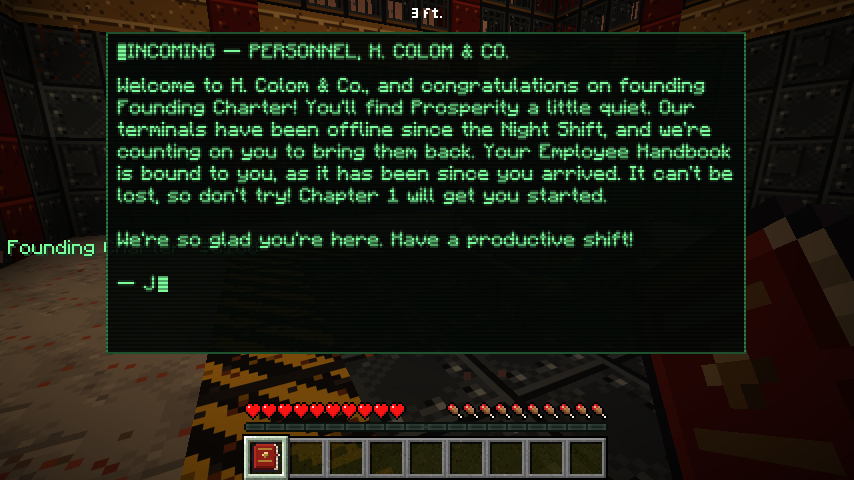 3 ft.
INCOMING — PERSONNEL, H. COLOM & CO.
Welcome to H. Colom & Co., and congratulations on founding
Founding Charter! You'll find Prosperity a little quiet. Our
terminals have been offline since the Night Shift, and we're
counting on you to bring them back. Your Employee Handbook
is bound to you, as it has been since you arrived. It can't be
lost, so don't try! Chapter 1 will get you started.
Founding
We're so glad you're here. Have a productive shift!
— J